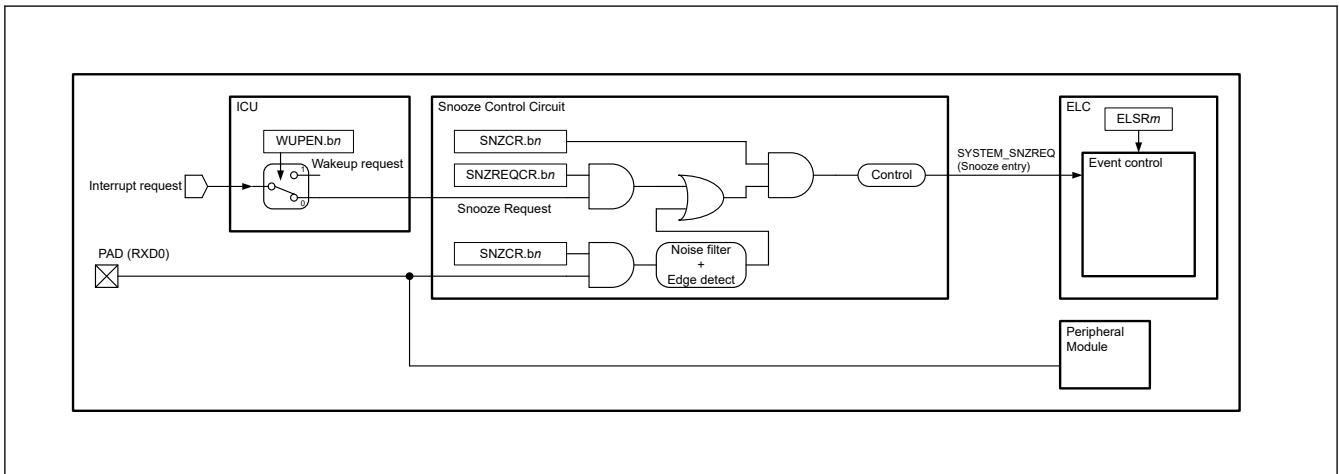 ICU
WUPEN.bn
1
Wakeup request
Interrupt request
0
Snooze Control Circuit
SNZCR.bn
SNZREQCR.bn
Snooze Request
SNZCR.bn
Noise filter
+
Edge detect
Control
SYSTEM_SNZREQ
(Snooze entry)
ELC
ELSRm
Event control
PAD (RXD0)
Peripheral
Module